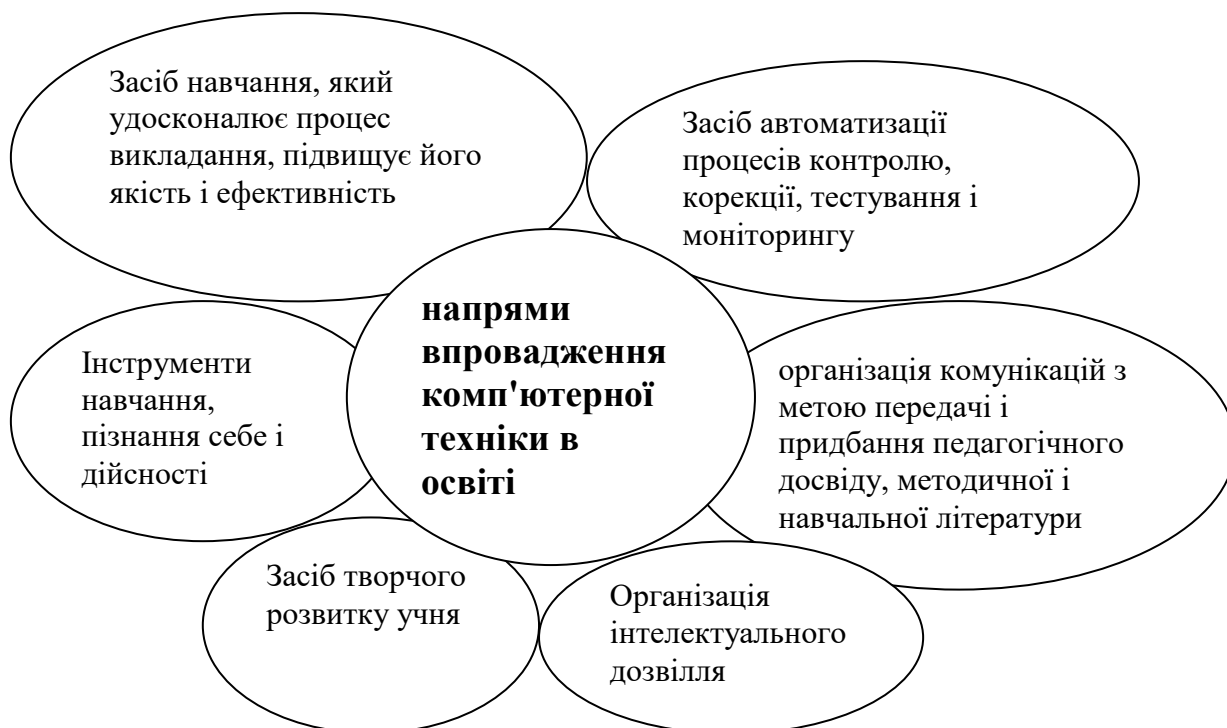 Засіб навчання, який
удосконалює процес
викладання, підвищує його
якість і ефективність
Засіб автоматизації
процесів контролю,
корекції, тестування і
моніторингу
напрями
впровадження
комп'ютерної
техніки в
освіті
Інструменти
навчання,
пізнання себе і
дійсності
організація комунікацій з
метою передачі і
придбання педагогічного
досвіду, методичної і
навчальної літератури
Засіб творчого
розвитку учня
Організація
інтелектуального
дозвілля